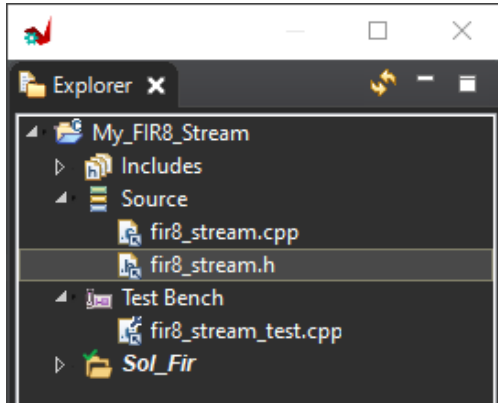 Explorer
My_FIR8_Stream
Includes
Source
fir8_stream.cpp
fir8_stream.h
Test Bench
fir8_stream_test.cpp
Sol_Fir